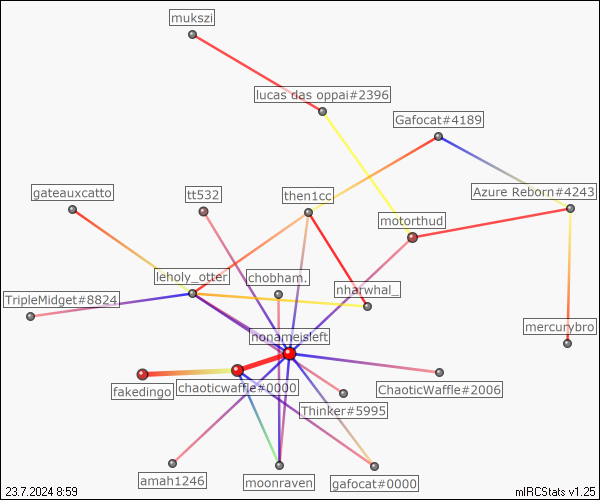 mukszi
lucas das oppai#2396
Gafocat#4189
gateauxcatto
tt532
then1cc
Azure Reborn#4243
motorthud
leholy_otter
chobham.
nharwhal_
TripleMidget#8824
mercurybro
nonameisleft
fakedingo
chaoticwaffle#0000
ChaoticWaffle#2006
Thinker#5995
amah1246
moonraven
gafocat#0000
23.7.2024 8:59
mIRCStats v1.25